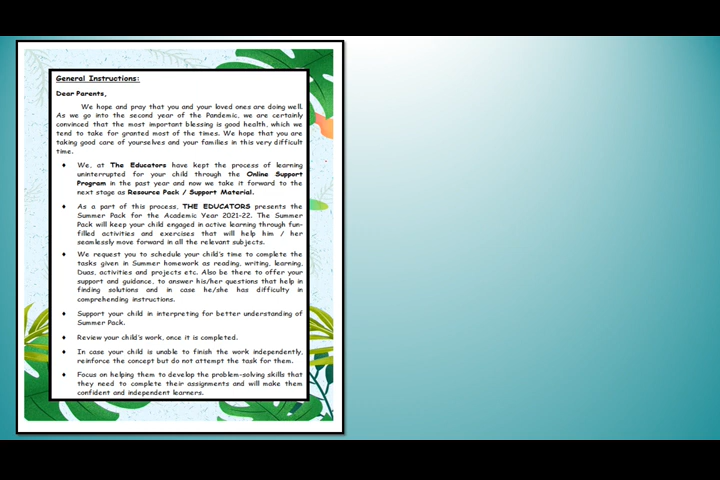 General Instructions:
Dear Parents,
We hope and pray that you and your loved ones are doing well.
As we go into the second year of the Pandemic, we are certainly
convinced that the most important blessing is good health, which we
tend to take for granted most of the times. We hope that you are
taking good care of yourselves and your families in this very difficult
time.
♦ We, at The Educators have kept the process of learning
uninterrupted for your child through the Online Support
Program in the past year and now we take it forward to the
next stage as Resource Pack / Support Material.
♦ As a part of this process, THE EDUCATORS presents the
Summer Pack for the Academic Year 2021-22. The Summer
Pack will keep your child engaged in active learning through fun-
filled activities and exercises that will help him / her
seamlessly move forward in all the relevant subjects.
♦ We request you to schedule your child's time to complete the
tasks given in Summer homework as reading, writing, learning,
Duas, activities and projects etc. Also be there to offer your
support and guidance, to answer his/her questions that help in
finding solutions and in case he/she has difficulty in
comprehending instructions.
♦ Support your child in interpreting for better understanding of
Summer Pack.
♦ Review your child's work, once it is completed.
♦ In case your child is unable to finish the work independently,
reinforce the concept but do not attempt the task for them.
♦ Focus on helping them to develop the problem-solving skills that
they need to complete their assignments and will make them
confident and independent learners.